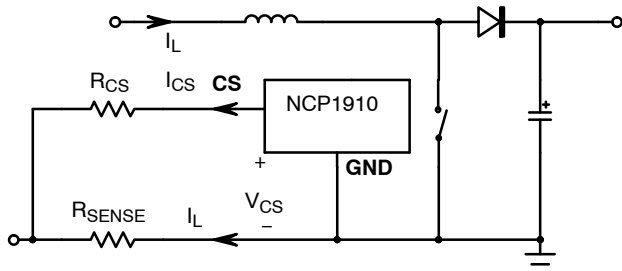 I_L
R_CS I_CS CS NCP1910
+
+ GND
R_SENSE I_L V_CS
−